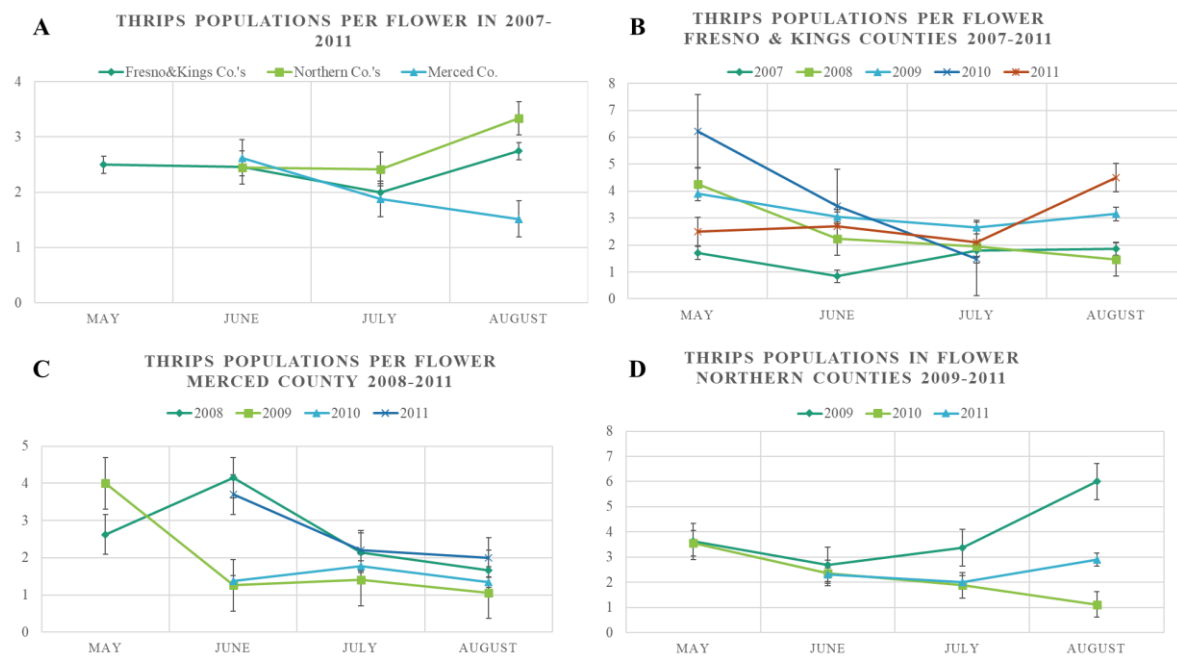 A
THRIPS POPULATIONS PER FLOWER IN 2007-
2011
Fresno&Kings Co.'s Northern Co.'s Merced Co.
4
3
2
1
0
MAY JUNE JULY AUGUST
B
THRIPS POPULATIONS PER FLOWER
FRESNO & KINGS COUNTIES 2007-2011
2007 2008 2009 2010 2011
8
7
6
5
4
3
2
1
0
MAY JUNE JULY AUGUST
C
THRIPS POPULATIONS PER FLOWER
MERCED COUNTY 2008-2011
2008 2009 2010 2011
5
4
3
2
1
0
MAY JUNE JULY AUGUST
D
THRIPS POPULATIONS IN FLOWER
NORTHERN COUNTIES 2009-2011
2009 2010 2011
8
7
6
5
4
3
2
1
0
MAY JUNE JULY AUGUST